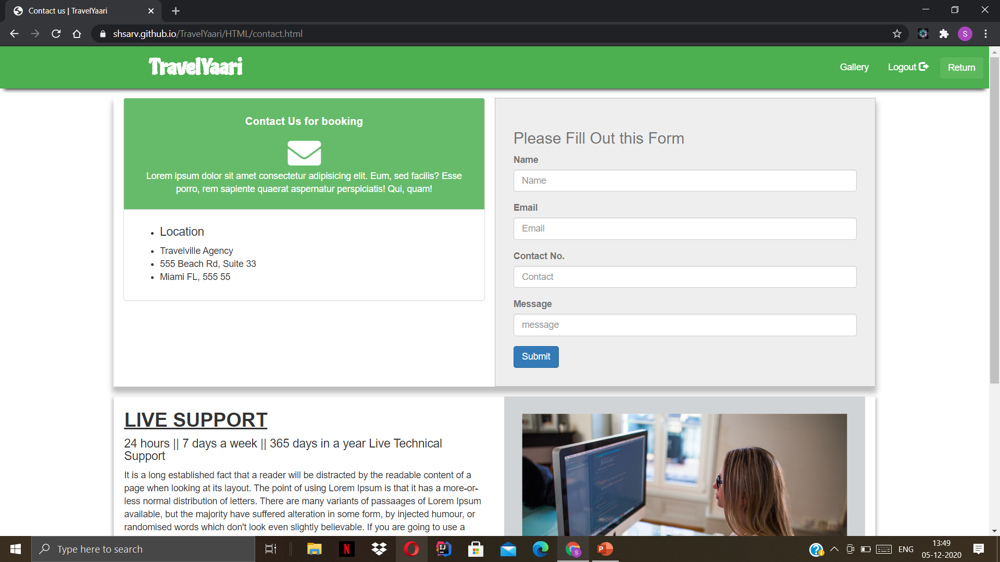 Contact us | TravelYaari
shsarv.github.io/TravelYaari/HTML/contact.html
S
TravelYaari
Gallery
Logout
Return
Contact Us for booking
Lorem ipsum dolor sit amet consectetur adipisicing elit. Eum, sed facilis? Esse
porro, rem sapiente quaerat aspernatur perspiciatis! Qui, quam!
Location
Travelville Agency
555 Beach Rd, Suite 33
Miami FL, 555 55
Please Fill Out this Form
Name
Name
Email
Email
Contact No.
Contact
Message
message
Submit
LIVE SUPPORT
24 hours || 7 days a week || 365 days in a year Live Technical
Support
It is a long established fact that a reader will be distracted by the readable content of a
page when looking at its layout. The point of using Lorem Ipsum is that it has a more-or-
less normal distribution of letters. There are many variants of passaages of Lorem Ipsum
available, but the majority have suffered alteration in some form, by injected humour, or
randomised words which don't look even slightly believable. If you are going to use a
Type here to search
N
IJ
S
P
ENG
13:49
05-12-2020